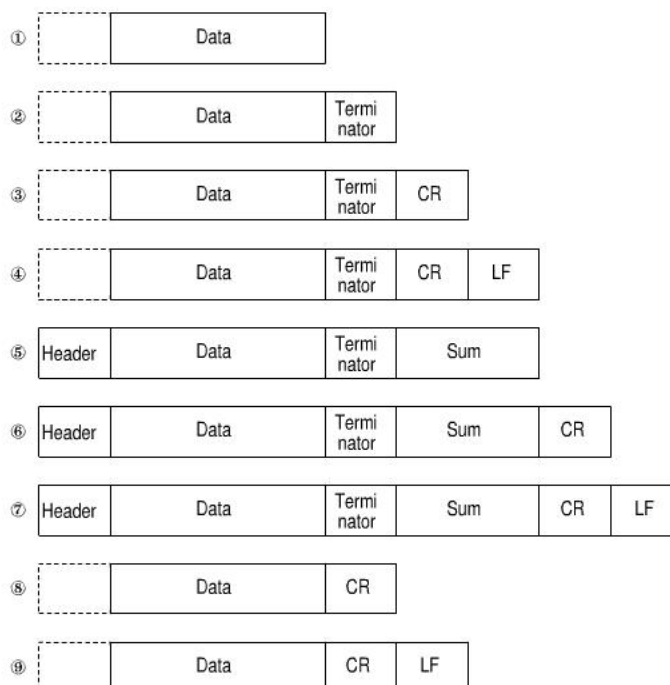 ① Data
② Data Termi
nator
③ Data Termi
nator CR
④ Data Termi
nator CR LF
⑤ Header Data Termi
nator Sum
⑥ Header Data Termi
nator Sum CR
⑦ Header Data Termi
nator Sum CR LF
⑧ Data CR
⑨ Data CR LF